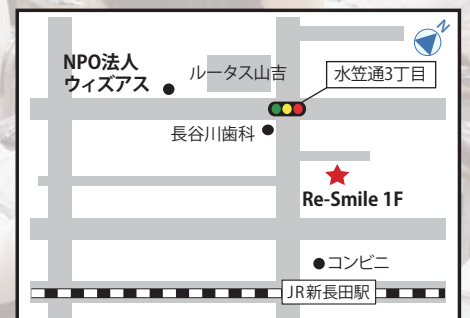 N
NPO法人
ウィズアス
ルータス山吉
水笠通3丁目
長谷川歯科
Re-Smile 1F
コンビニ
JR新長田駅